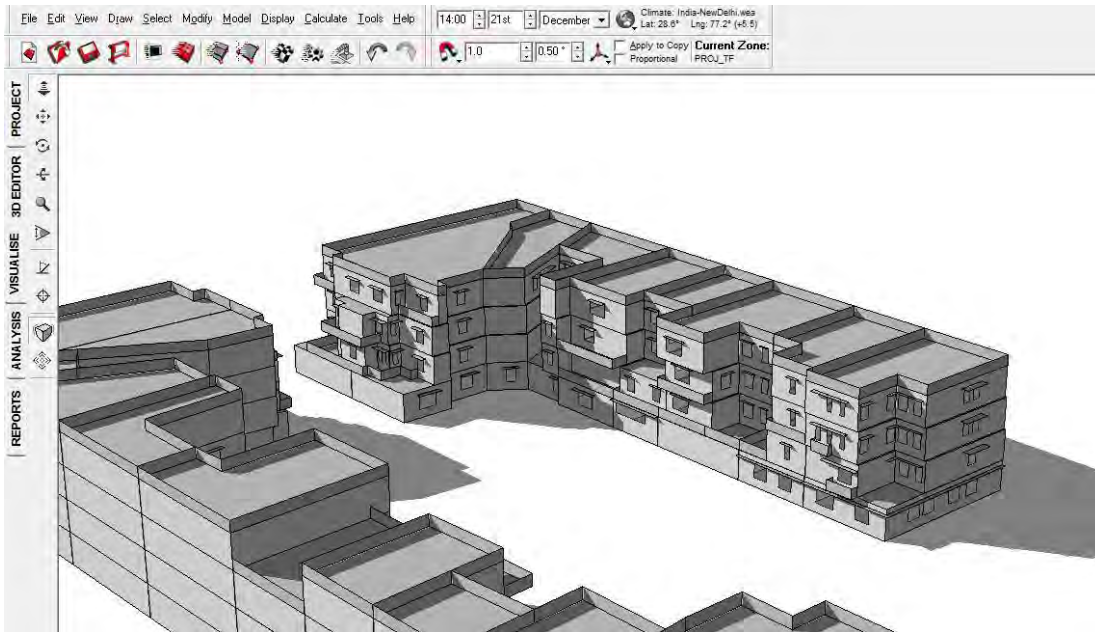 File Edit View Draw Select Modify Model Display Calculate Tools Help
14:00 21st December Climate: India-NewDelhi.wea
Lat: 28.6° Lng: 77.2° (+5.5)
1.0 0.50° Apply to Copy Current Zone:
Proportional PROJ_TF
PROJECT
3D EDITOR
VISUALISE
ANALYSIS
REPORTS